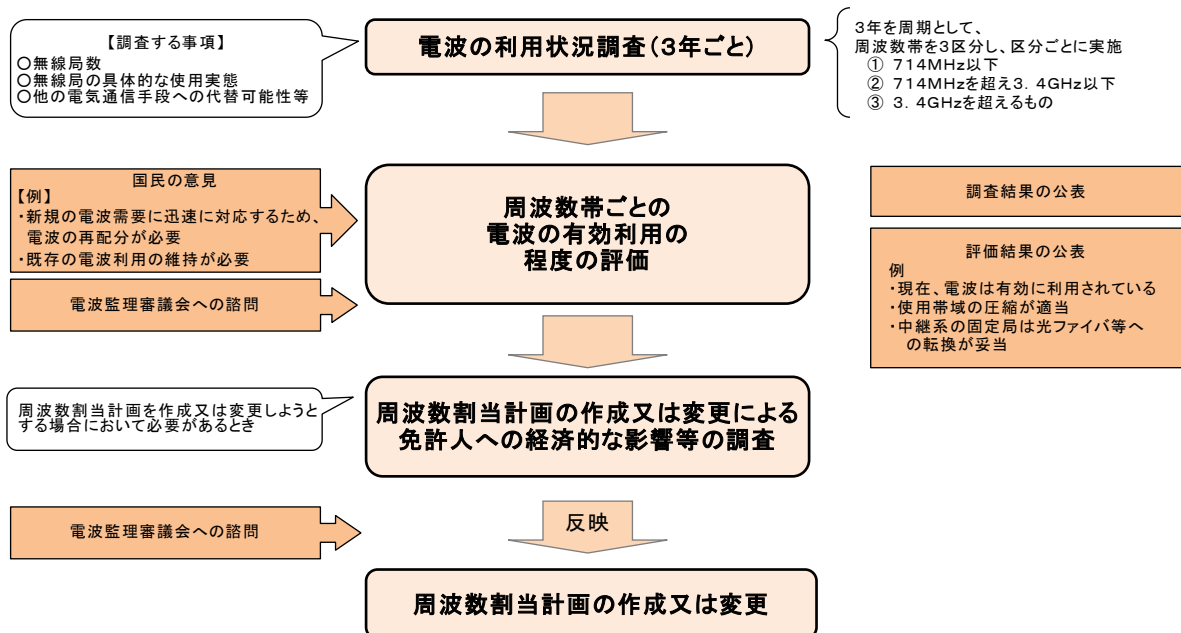 【調査する事項】
○無線局数
○無線局の具体的な使用実態
○他の電気通信手段への代替可能性等
電波の利用状況調査(3年ごと)
3年を周期として、
周波数帯を3区分し、区分ごとに実施
① 714MHz以下
② 714MHzを超え3.4GHz以下
③ 3.4GHzを超えるもの
国民の意見
【例】
・新規の電波需要に迅速に対応するため、
電波の再配分が必要
・既存の電波利用の維持が必要
電波監理審議会への諮問
周波数帯ごとの
電波の有効利用の
程度の評価
調査結果の公表
評価結果の公表
例
・現在、電波は有効に利用されている
・使用帯域の圧縮が適当
・中継系の固定局は光ファイバ等へ
の転換が妥当
周波数割当計画を作成又は変更しようと
する場合において必要があるとき
周波数割当計画の作成又は変更による
免許人への経済的な影響等の調査
電波監理審議会への諮問
反映
周波数割当計画の作成又は変更